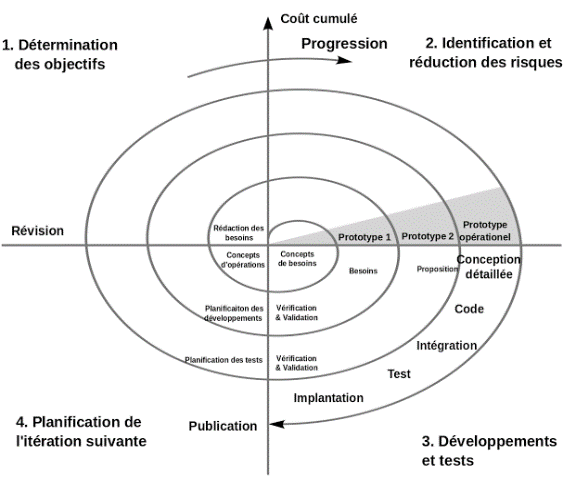 Coût cumulé
Progression
1. Détermination
des objectifs
2. Identification et
réduction des risques
Révision
Rédaction des
besoins
Prototype 1
Prototype 2
Prototype
opérationel
Concepts
d'opérations
Concepts
de besoins
Besoins
Proposition
Conception
détaillée
Planificaiton des
développements
Vérification
& Validation
Code
Intégration
Planification des tests
Vérification
& Validation
Test
Implantation
Publication
4. Planification de
l'itération suivante
3. Développements
et tests